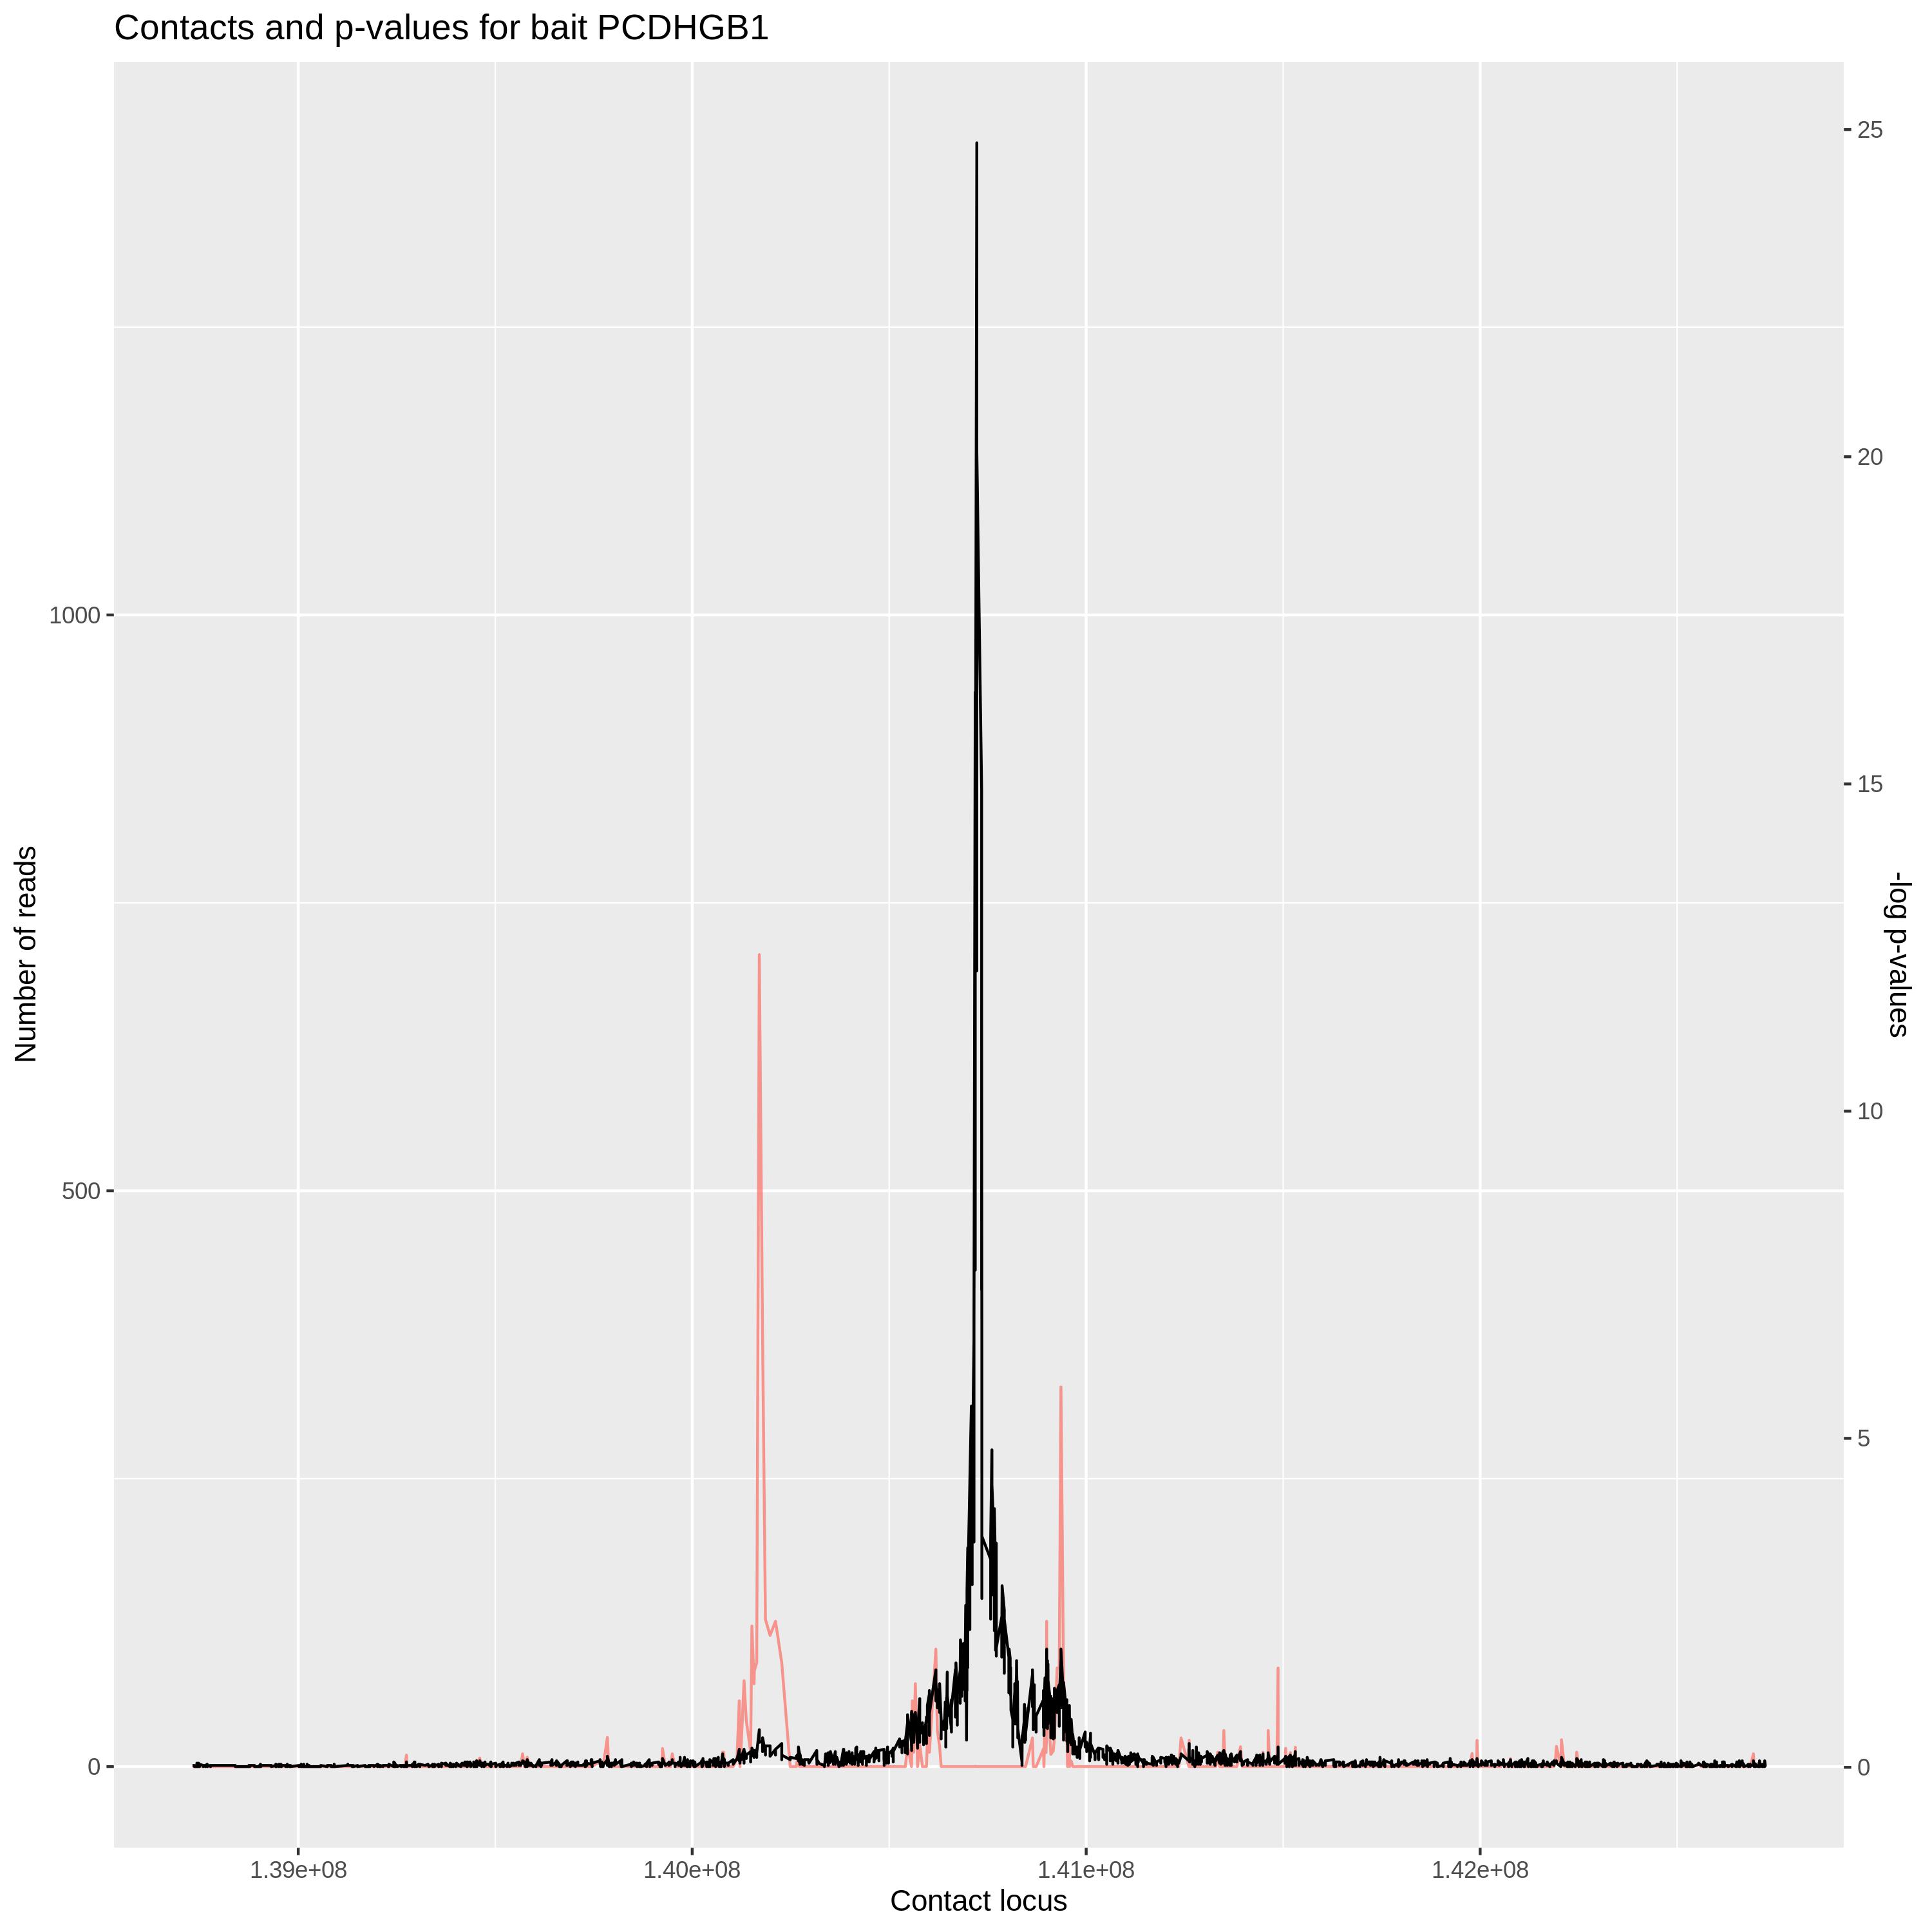 Contacts and p-values for bait PCDHGB1
Number of reads
1000
500
0
25
20
15
10
5
0
-log p-values
1.39e+08
1.40e+08
1.41e+08
1.42e+08
Contact locus